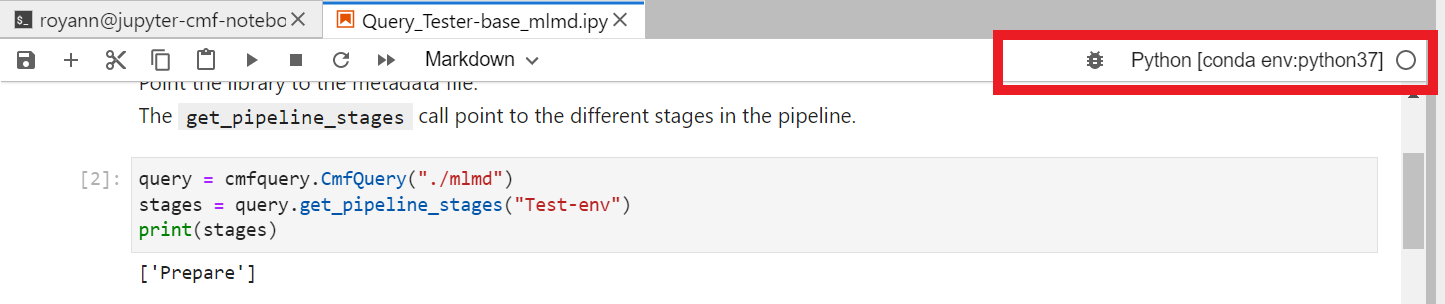 royann@jupyter-cmf-notebo
Query_Tester-base_mlmd.ipy
Markdown
Python [conda env:python37]
Point the library to the metadata file.
The get_pipeline_stages call point to the different stages in the pipeline.
[2]:
query = cmfquery.CmfQuery("./mlmd")
stages = query.get_pipeline_stages("Test-env")
print(stages)
['Prepare']